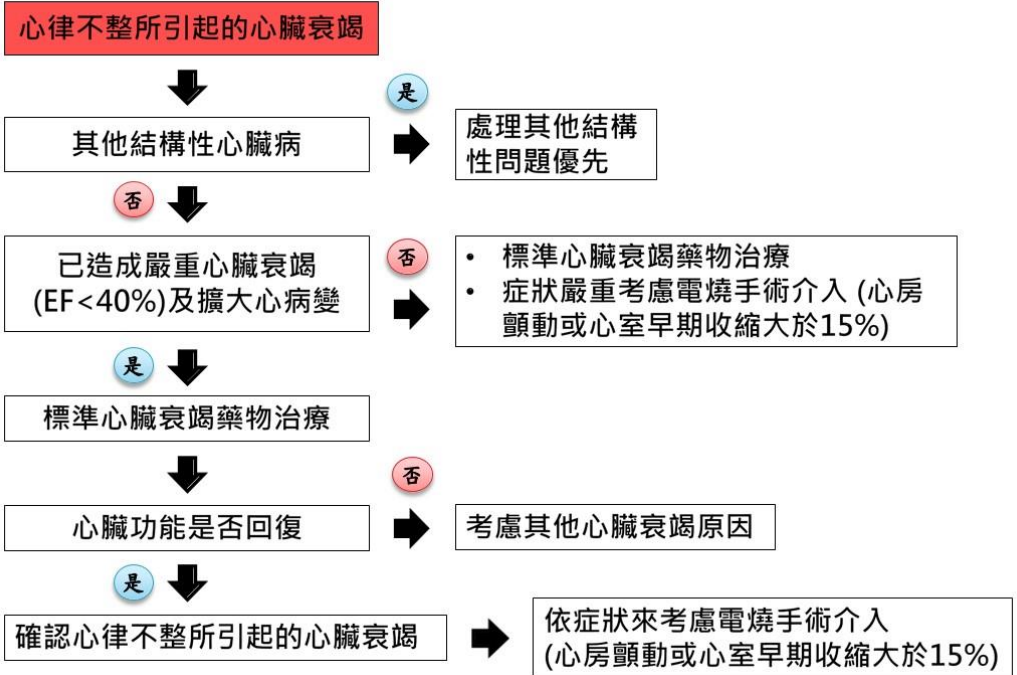 心律不整所引起的心臟衰竭
是
其他結構性心臟病
處理其他結構
性問題優先
否
已造成嚴重心臟衰竭
(EF<40%)及擴大心病變
否
• 標準心臟衰竭藥物治療
• 症狀嚴重考慮電燒手術介入 (心房
顫動或心室早期收縮大於15%)
是
標準心臟衰竭藥物治療
否
心臟功能是否回復
考慮其他心臟衰竭原因
是
確認心律不整所引起的心臟衰竭
依症狀來考慮電燒手術介入
(心房顫動或心室早期收縮大於15%)